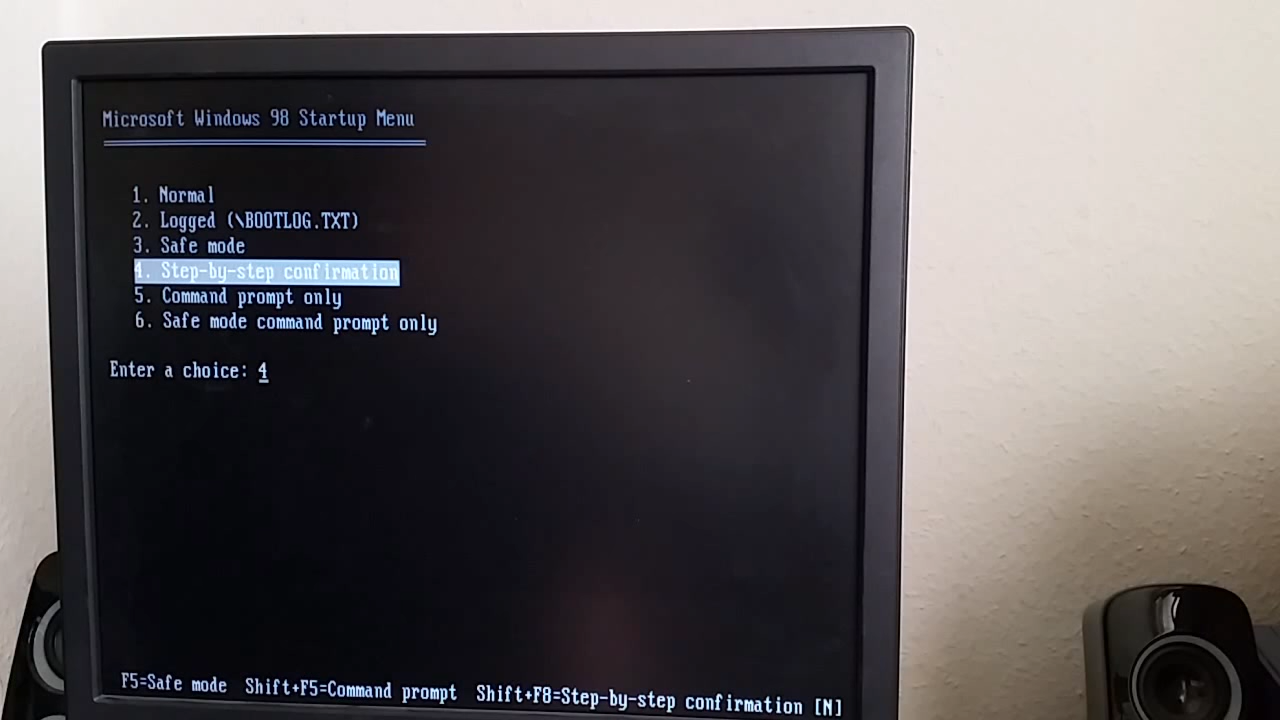 Microsoft Windows 98 Startup Menu
1. Normal
2. Logged (\BOOTLOG.TXT)
3. Safe mode
4. Step-by-step confirmation
5. Command prompt only
6. Safe mode command prompt only
Enter a choice: 4
F5=Safe mode Shift+F5=Command prompt Shift+F8=Step-by-step confirmation [N]